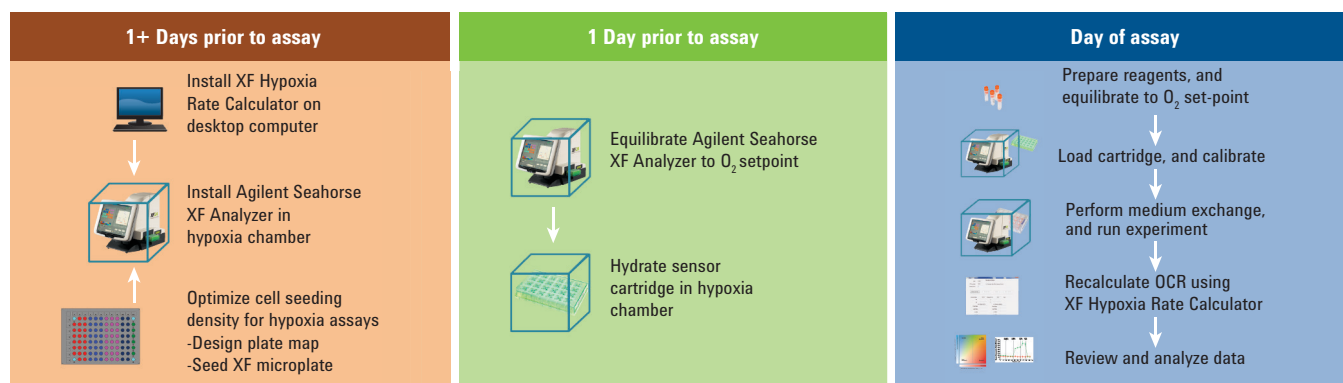 1+ Days prior to assay
Install XF Hypoxia
Rate Calculator on
desktop computer
Install Agilent Seahorse
XF Analyzer in
hypoxia chamber
Optimize cell seeding
density for hypoxia assays
-Design plate map
-Seed XF microplate
1 Day prior to assay
Equilibrate Agilent Seahorse
XF Analyzer to O₂ setpoint
Hydrate sensor
cartridge in hypoxia
chamber
Day of assay
Prepare reagents, and
equilibrate to O₂ set-point
Load cartridge, and calibrate
Perform medium exchange,
and run experiment
Recalculate OCR using
XF Hypoxia Rate Calculator
Review and analyze data